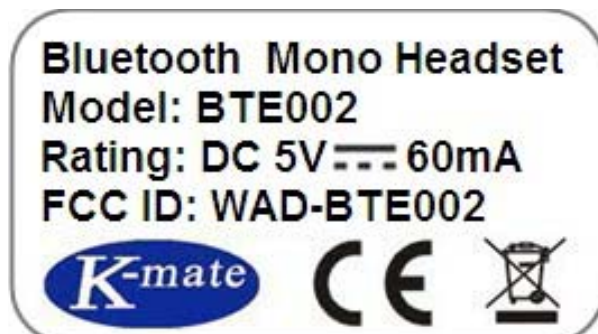 Bluetooth Mono Headset
Model: BTE002
Rating: DC 5V⎓60mA
FCC ID: WAD-BTE002
K-mate CE